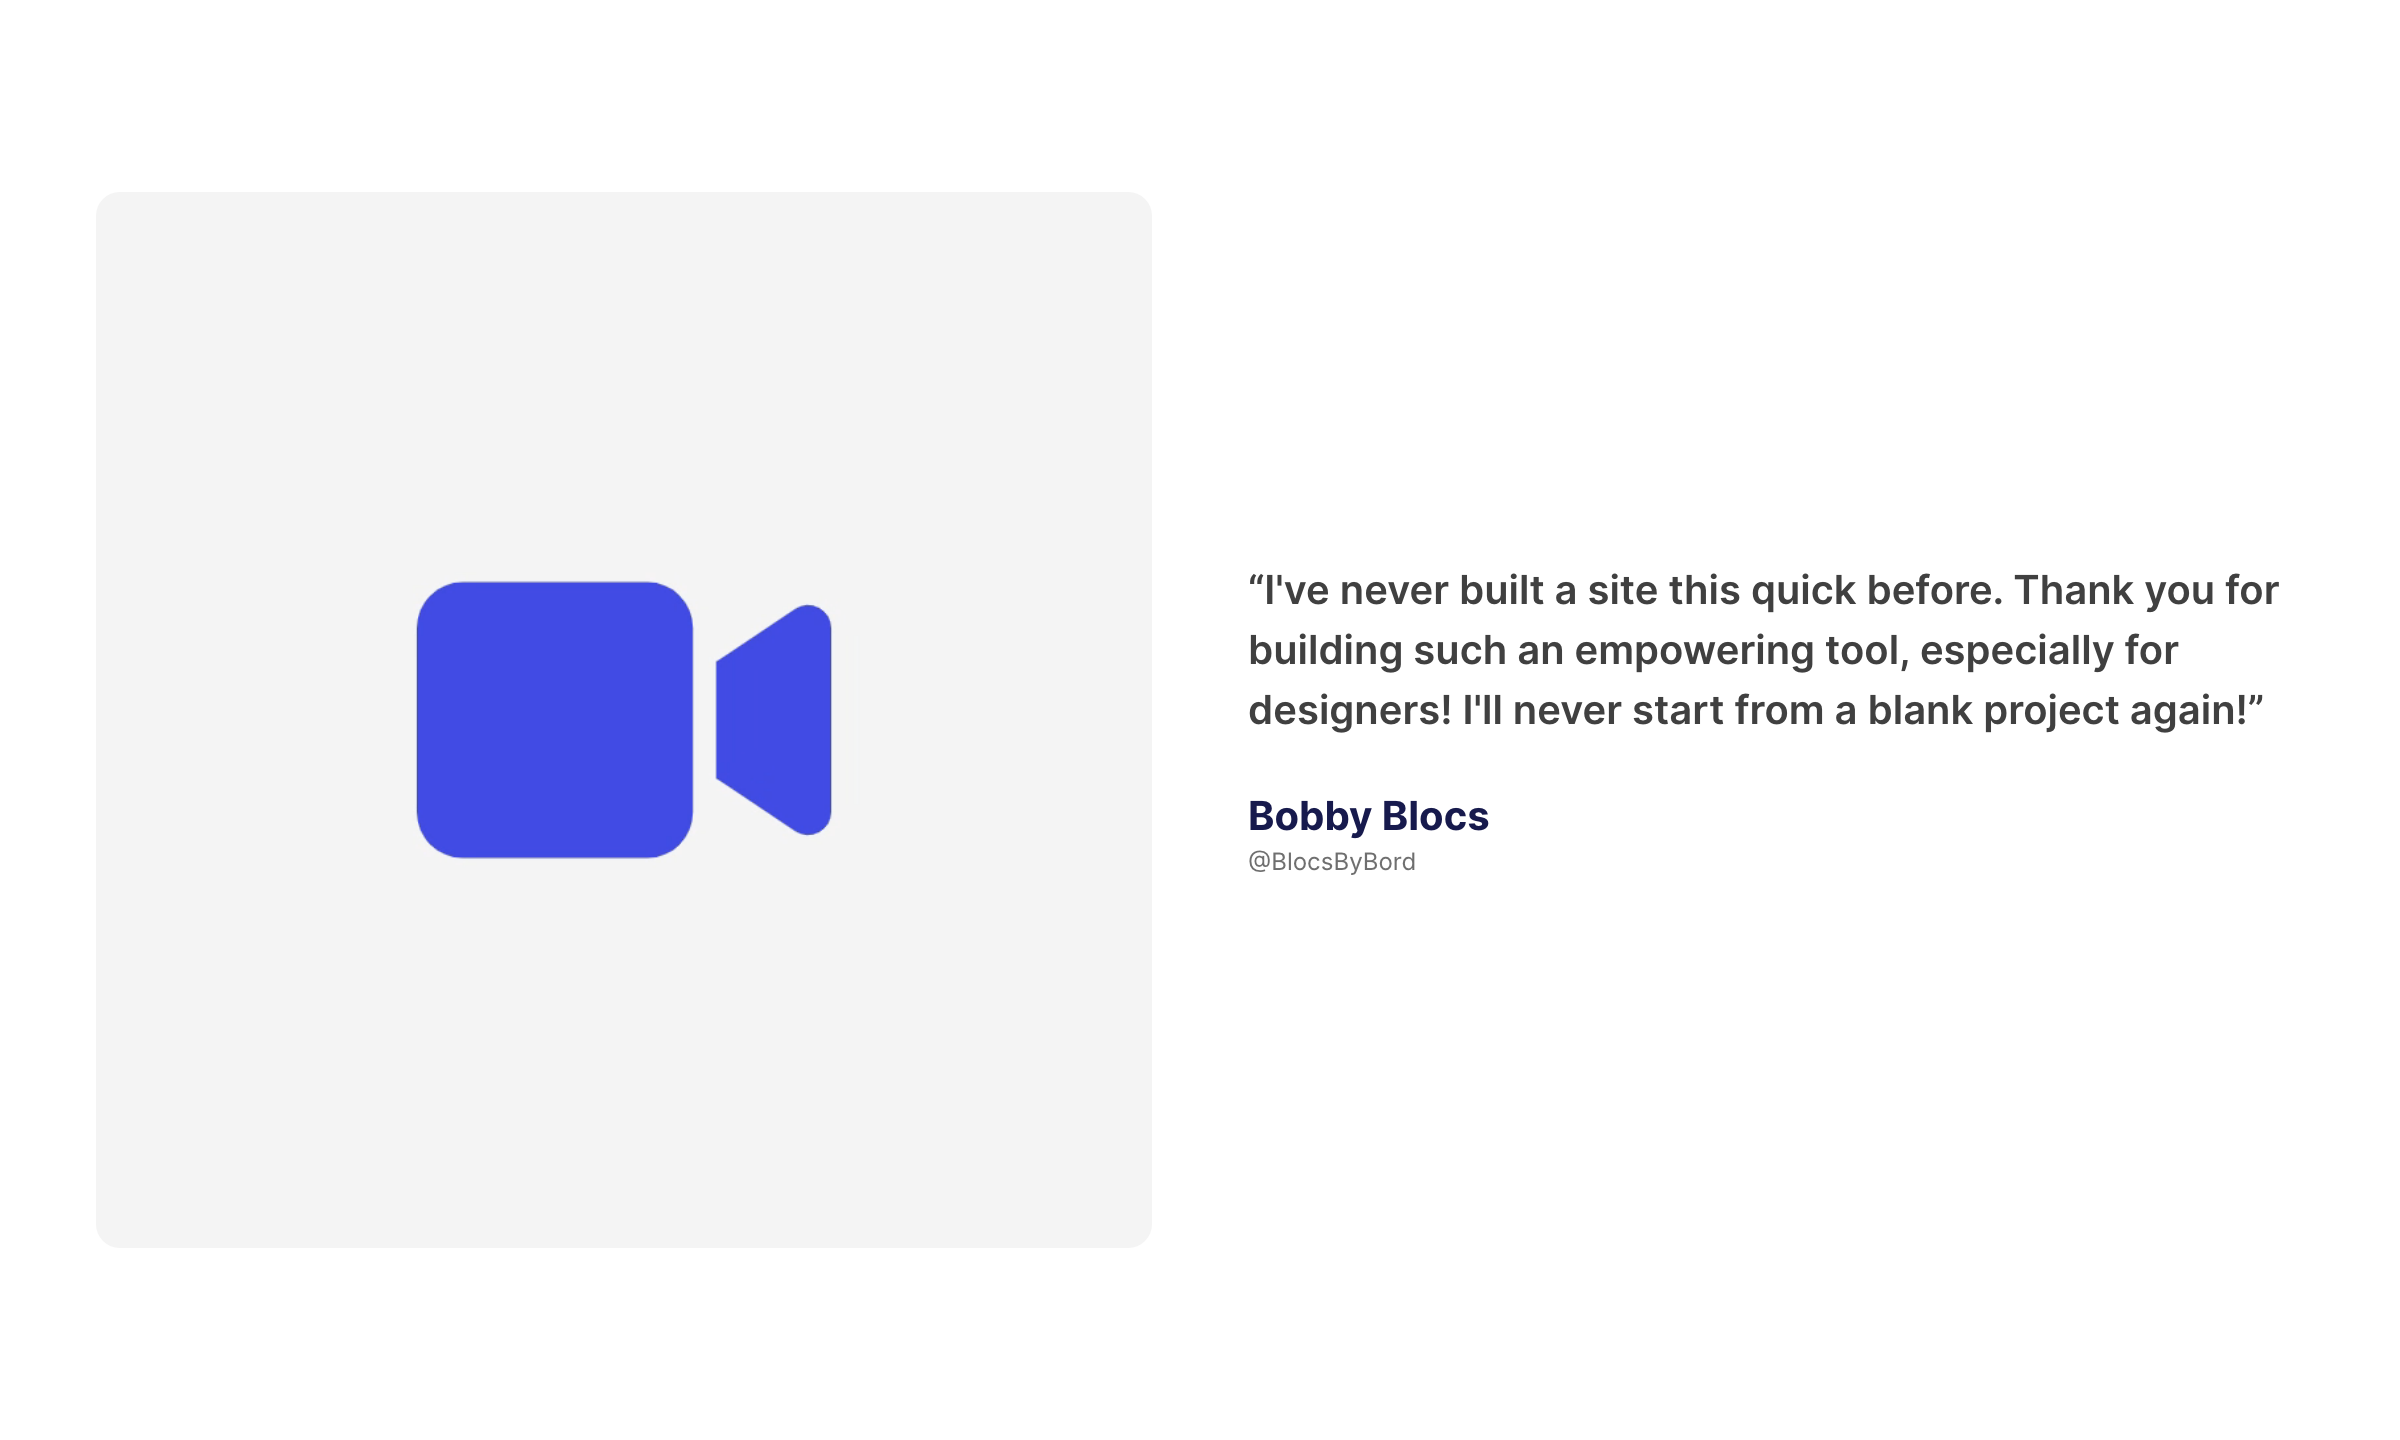 “I've never built a site this quick before. Thank you for
building such an empowering tool, especially for
designers! I'll never start from a blank project again!”
Bobby Blocs
@BlocsByBord